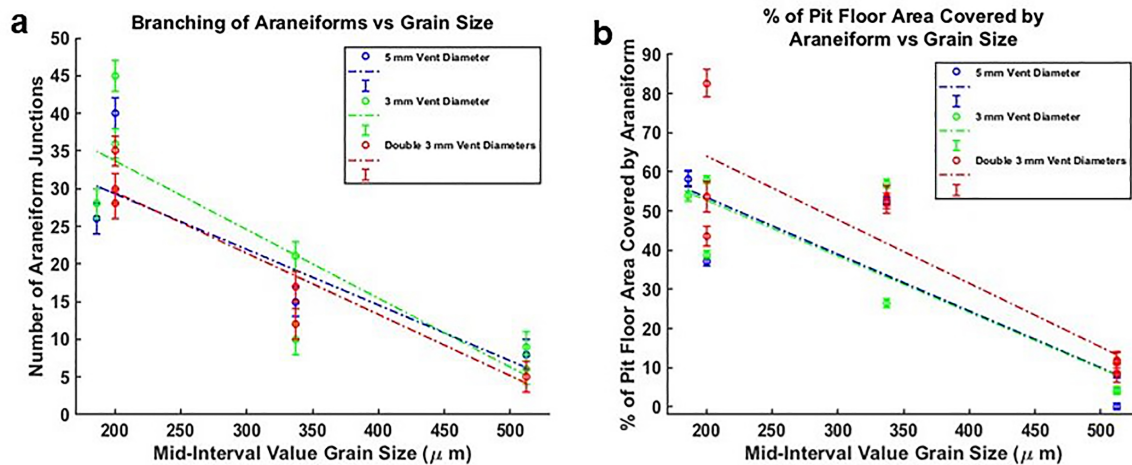 a
Branching of Araneiforms vs Grain Size
50
45
40
35
30
25
20
15
10
5
0
Number of Araneiform Junctions
5 mm Vent Diameter
3 mm Vent Diameter
Double 3 mm Vent Diameters
200
250
300
350
400
450
500
Mid-Interval Value Grain Size (μ m)
b
% of Pit Floor Area Covered by
Araneiform vs Grain Size
90
80
70
60
50
40
30
20
10
0
% of Pit Floor Area Covered by Araneiform
5 mm Vent Diameter
3 mm Vent Diameter
Double 3 mm Vent Diameters
200
250
300
350
400
450
500
Mid-Interval Value Grain Size (μ m)